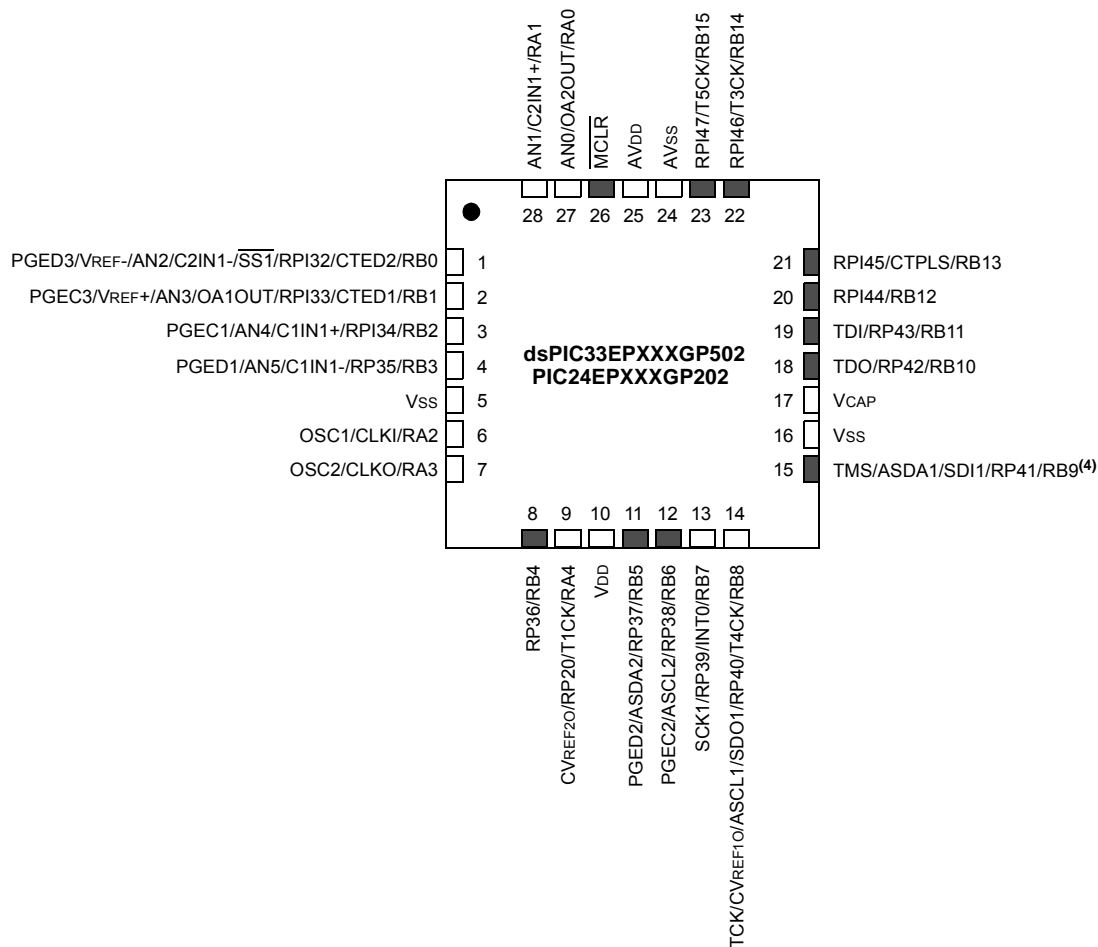 AN1/C2IN1+/RA1
AN0/OA2OUT/RA0
MCLR
AVDD
AVSS
RPI47/T5CK/RB15
RPI46/T3CK/RB14
28 27 26 25 24 23 22
PGED3/VREF-/AN2/C2IN1-/SS1/RPI32/CTED2/RB0 1
PGEC3/VREF+/AN3/OA1OUT/RPI33/CTED1/RB1 2
PGEC1/AN4/C1IN1+/RPI34/RB2 3
PGED1/AN5/C1IN1-/RP35/RB3 4
VSS 5
OSC1/CLKI/RA2 6
OSC2/CLKO/RA3 7
dsPIC33EPXXXGP502
PIC24EPXXXGP202
21 RPI45/CTPLS/RB13
20 RPI44/RB12
19 TDI/RP43/RB11
18 TDO/RP42/RB10
17 VCAP
16 VSS
15 TMS/ASDA1/SDI1/RP41/RB9(4)
8 9 10 11 12 13 14
RP36/RB4
CVREF2O/RP20/T1CK/RA4
VDD
PGED2/ASDA2/RP37/RB5
PGEC2/ASCL2/RP38/RB6
SCK1/RP39/INT0/RB7
TCK/CVREF1O/ASCL1/SDO1/RP40/T4CK/RB8